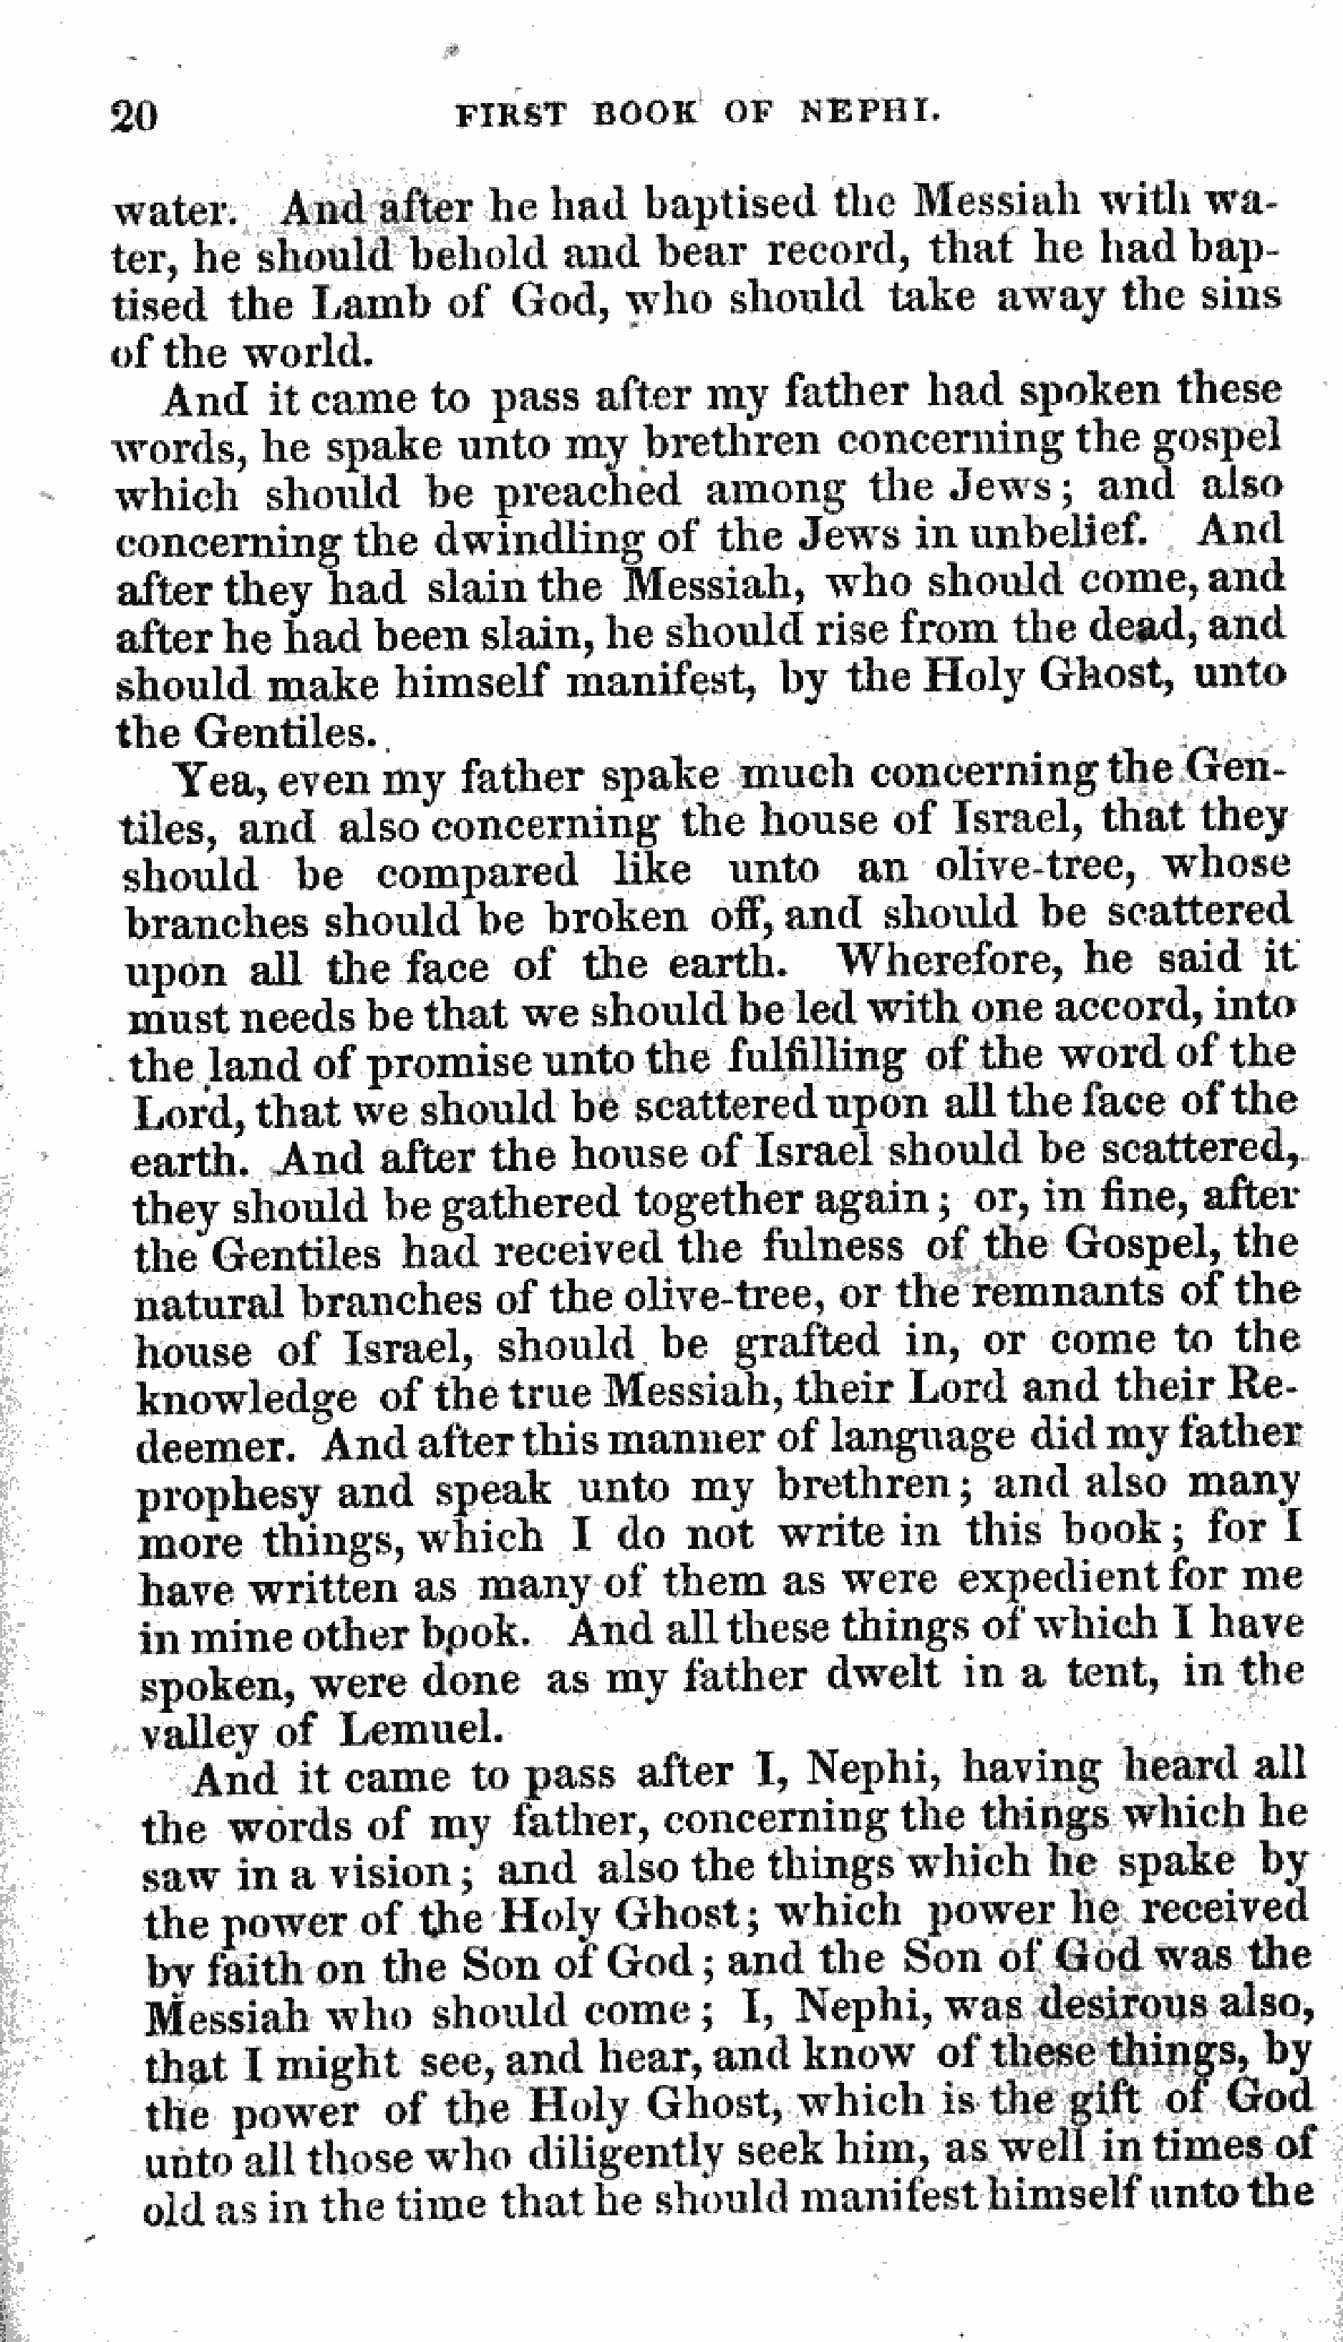 20 FIRST BOOK OF NEPHI.
water. And after he had baptised the Messiah with wa-
ter, he should behold and bear record, that he had bap-
tised the Lamb of God, who should take away the sins
of the world.
And it came to pass after my father had spoken these
words, he spake unto my brethren concerning the gospel
which should be preached among the Jews; and also
concerning the dwindling of the Jews in unbelief. And
after they had slain the Messiah, who should come, and
after he had been slain, he should rise from the dead, and
should make himself manifest, by the Holy Ghost, unto
the Gentiles.
Yea, even my father spake much concerning the Gen-
tiles, and also concerning the house of Israel, that they
should be compared like unto an olive-tree, whose
branches should be broken off, and should be scattered
upon all the face of the earth. Wherefore, he said it
must needs be that we should be led with one accord, into
the land of promise unto the fulfilling of the word of the
Lord, that we should be scattered upon all the face of the
earth. And after the house of Israel should be scattered,
they should be gathered together again; or, in fine, after
the Gentiles had received the fulness of the Gospel, the
natural branches of the olive-tree, or the remnants of the
house of Israel, should be grafted in, or come to the
knowledge of the true Messiah, their Lord and their Re-
deemer. And after this manner of language did my father
prophesy and speak unto my brethren; and also many
more things, which I do not write in this book; for I
have written as many of them as were expedient for me
in mine other book. And all these things of which I have
spoken, were done as my father dwelt in a tent, in the
valley of Lemuel.
And it came to pass after I, Nephi, having heard all
the words of my father, concerning the things which he
saw in a vision; and also the things which he spake by
the power of the Holy Ghost; which power he received
by faith on the Son of God; and the Son of God was the
Messiah who should come; I, Nephi, was desirous also,
that I might see, and hear, and know of these things, by
the power of the Holy Ghost, which is the gift of God
unto all those who diligently seek him, as well in times of
old as in the time that he should manifest himself unto the